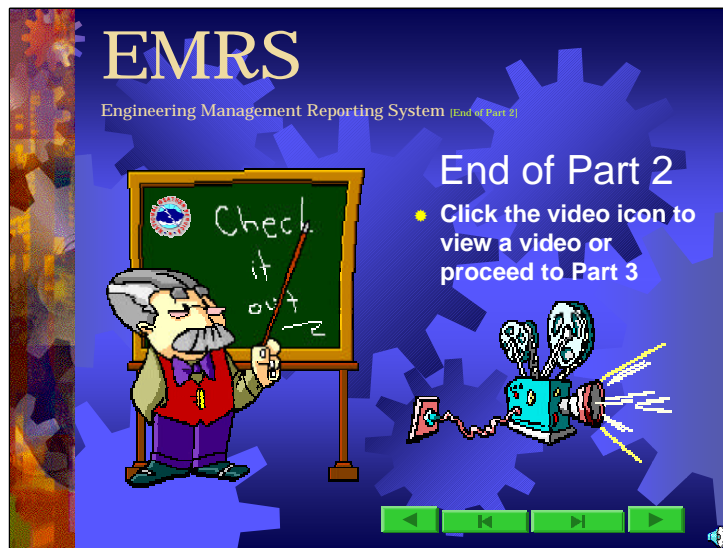 EMRS
Engineering Management Reporting System [End of Part 2]
Check
it
out
End of Part 2
Click the video icon to
view a video or
proceed to Part 3